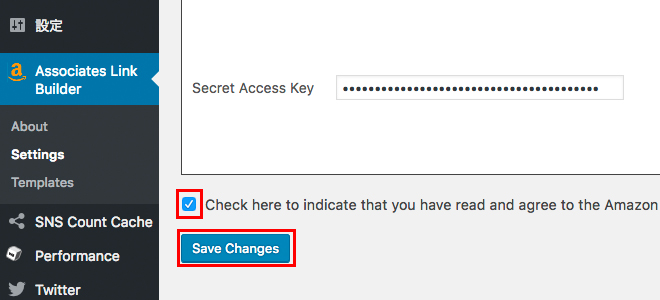 設定
Associates Link
Builder
About
Settings
Templates
SNS Count Cache
Performance
Twitter
Secret Access Key
••••••••••••••••••••••••••••••••••••••••
Check here to indicate that you have read and agree to the Amazon
Save Changes